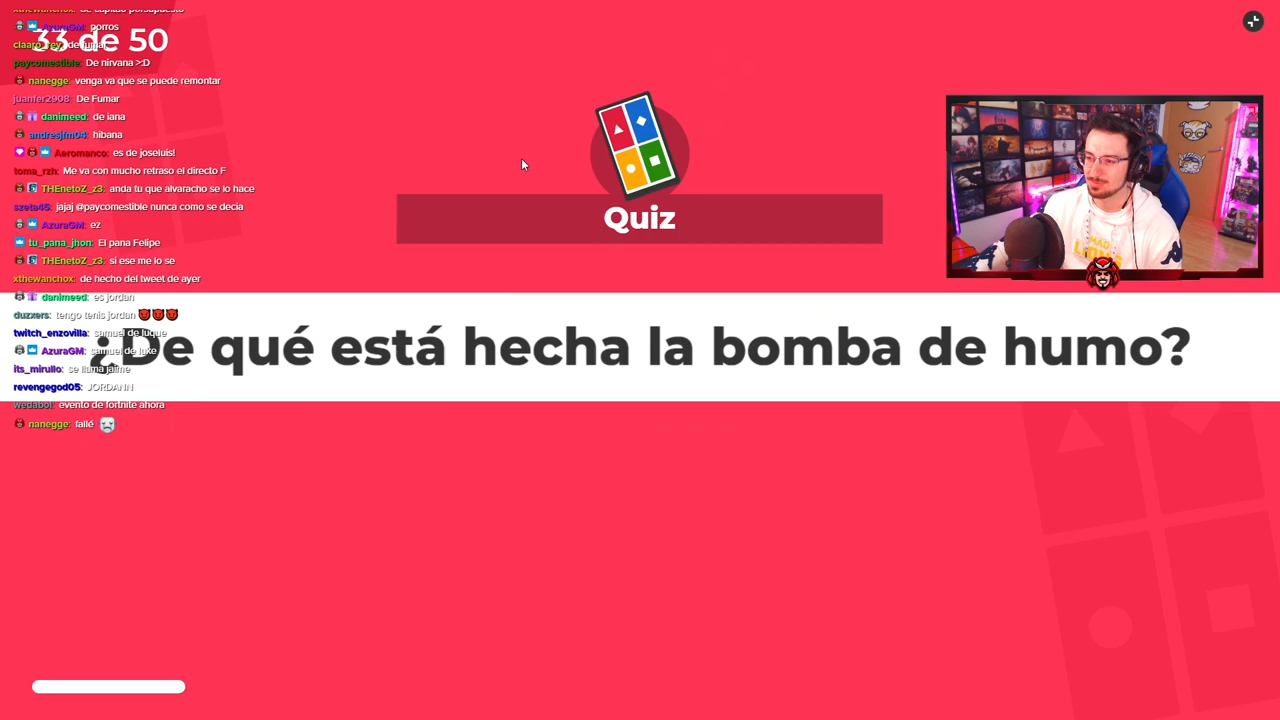 33 de 50
AzuraGM: porros
claaro_rey: de fumar
paycomestible: De nirvana >:D
nanegge: venga va que se puede remontar
juanfer2908: De Fumar
danimeed: de iana
andresjfm04: hibana
Aeromanco: es de joseluis!
toma_rzh: Me va con mucho retraso el directo F
THEnetoZ_z3: anda tu que alvaracho se lo hace
szeta45: jajaj @paycomestible nunca como se decia
AzuraGM: ez
tu_pana_jhon: El pana Felipe
THEnetoZ_z3: si ese me lo se
xthewanchox: de hecho del tweet de ayer
danimeed: es jordan
duzxers: tengo tenis jordan
twitch_enzovilla: samuel de luque
AzuraGM: samuel de luke
its_mirullo: se llama jaime
revengegod05: JORDANN
wedabol: evento de fortnite ahora
nanegge: fallé
Quiz
MAD
LIONS
¿De qué está hecha la bomba de humo?